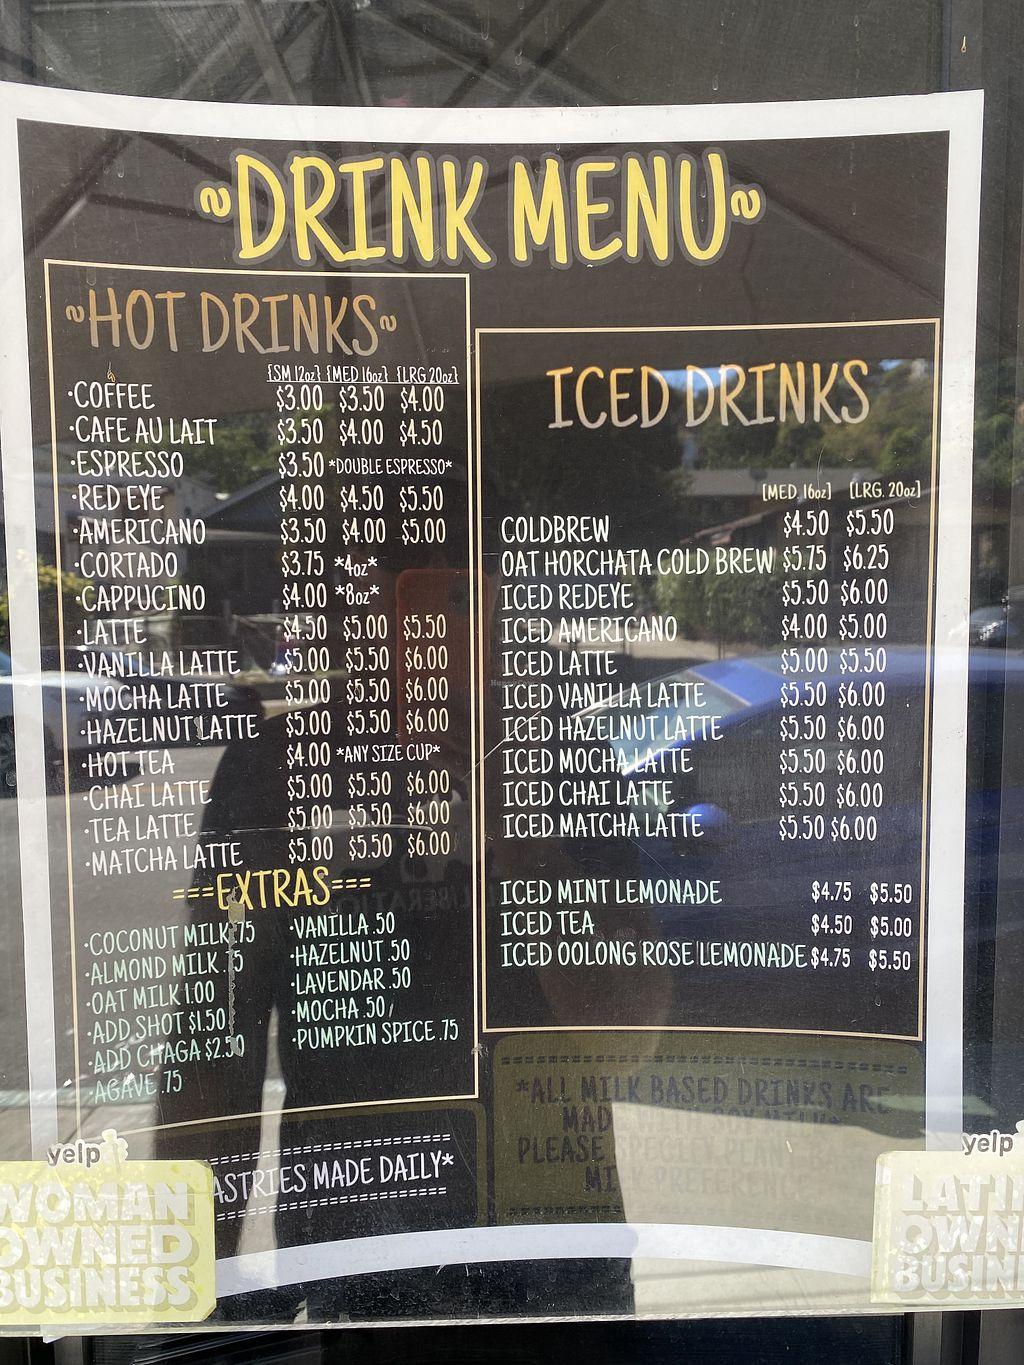 ~DRINK MENU~
~HOT DRINKS~
{SM 12oz} {MED 16oz} {LRG 20oz}
·COFFEE $3.00 $3.50 $4.00
·CAFE AU LAIT $3.50 $4.00 $4.50
·ESPRESSO $3.50 *DOUBLE ESPRESSO*
·RED EYE $4.00 $4.50 $5.50
·AMERICANO $3.50 $4.00 $5.00
·CORTADO $3.75 *4oz*
·CAPPUCINO $4.00 *8oz*
·LATTE $4.50 $5.00 $5.50
·VANILLA LATTE $5.00 $5.50 $6.00
·MOCHA LATTE $5.00 $5.50 $6.00
·HAZELNUT LATTE $5.00 $5.50 $6.00
·HOT TEA $4.00 *ANY SIZE CUP*
·CHAI LATTE $5.00 $5.50 $6.00
·TEA LATTE $5.00 $5.50 $6.00
·MATCHA LATTE $5.00 $5.50 $6.00
===EXTRAS===
·COCONUT MILK .75
·ALMOND MILK .75
·OAT MILK 1.00
·ADD SHOT $1.50
·ADD CHAGA $2.50
·AGAVE .75
·VANILLA .50
·HAZELNUT .50
·LAVENDAR .50
·MOCHA .50
·PUMPKIN SPICE .75
ICED DRINKS
[MED. 16oz] [LRG. 20oz]
COLDBREW $4.50 $5.50
OAT HORCHATA COLD BREW $5.75 $6.25
ICED REDEYE $5.50 $6.00
ICED AMERICANO $4.00 $5.00
ICED LATTE $5.00 $5.50
ICED VANILLA LATTE $5.50 $6.00
ICED HAZELNUT LATTE $5.50 $6.00
ICED MOCHA LATTE $5.50 $6.00
ICED CHAI LATTE $5.50 $6.00
ICED MATCHA LATTE $5.50 $6.00
ICED MINT LEMONADE $4.75 $5.50
ICED TEA $4.50 $5.00
ICED OOLONG ROSE LEMONADE $4.75 $5.50
*ALL MILK BASED DRINKS ARE
MADE WITH SOY MILK*
PLEASE SPECIFY PLANT
MILK PREFERENCE
ASTRIES MADE DAILY*
yelp
WOMAN
OWNED
BUSINESS
yelp
LATI
OWN
BUSIN